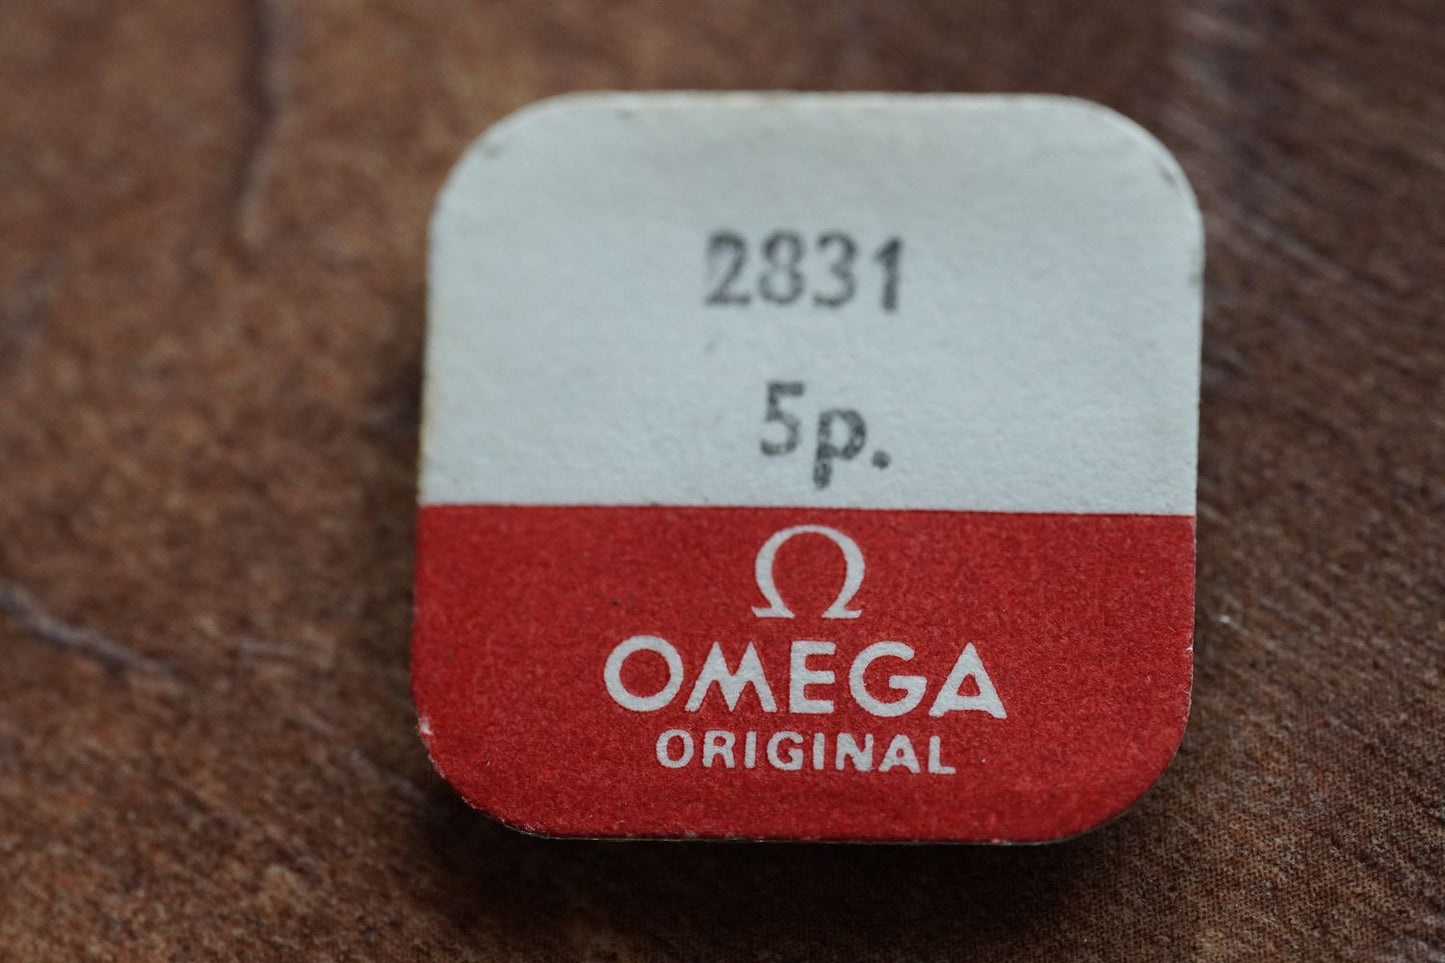 2831
5p.
Ω
OMEGA
ORIGINAL